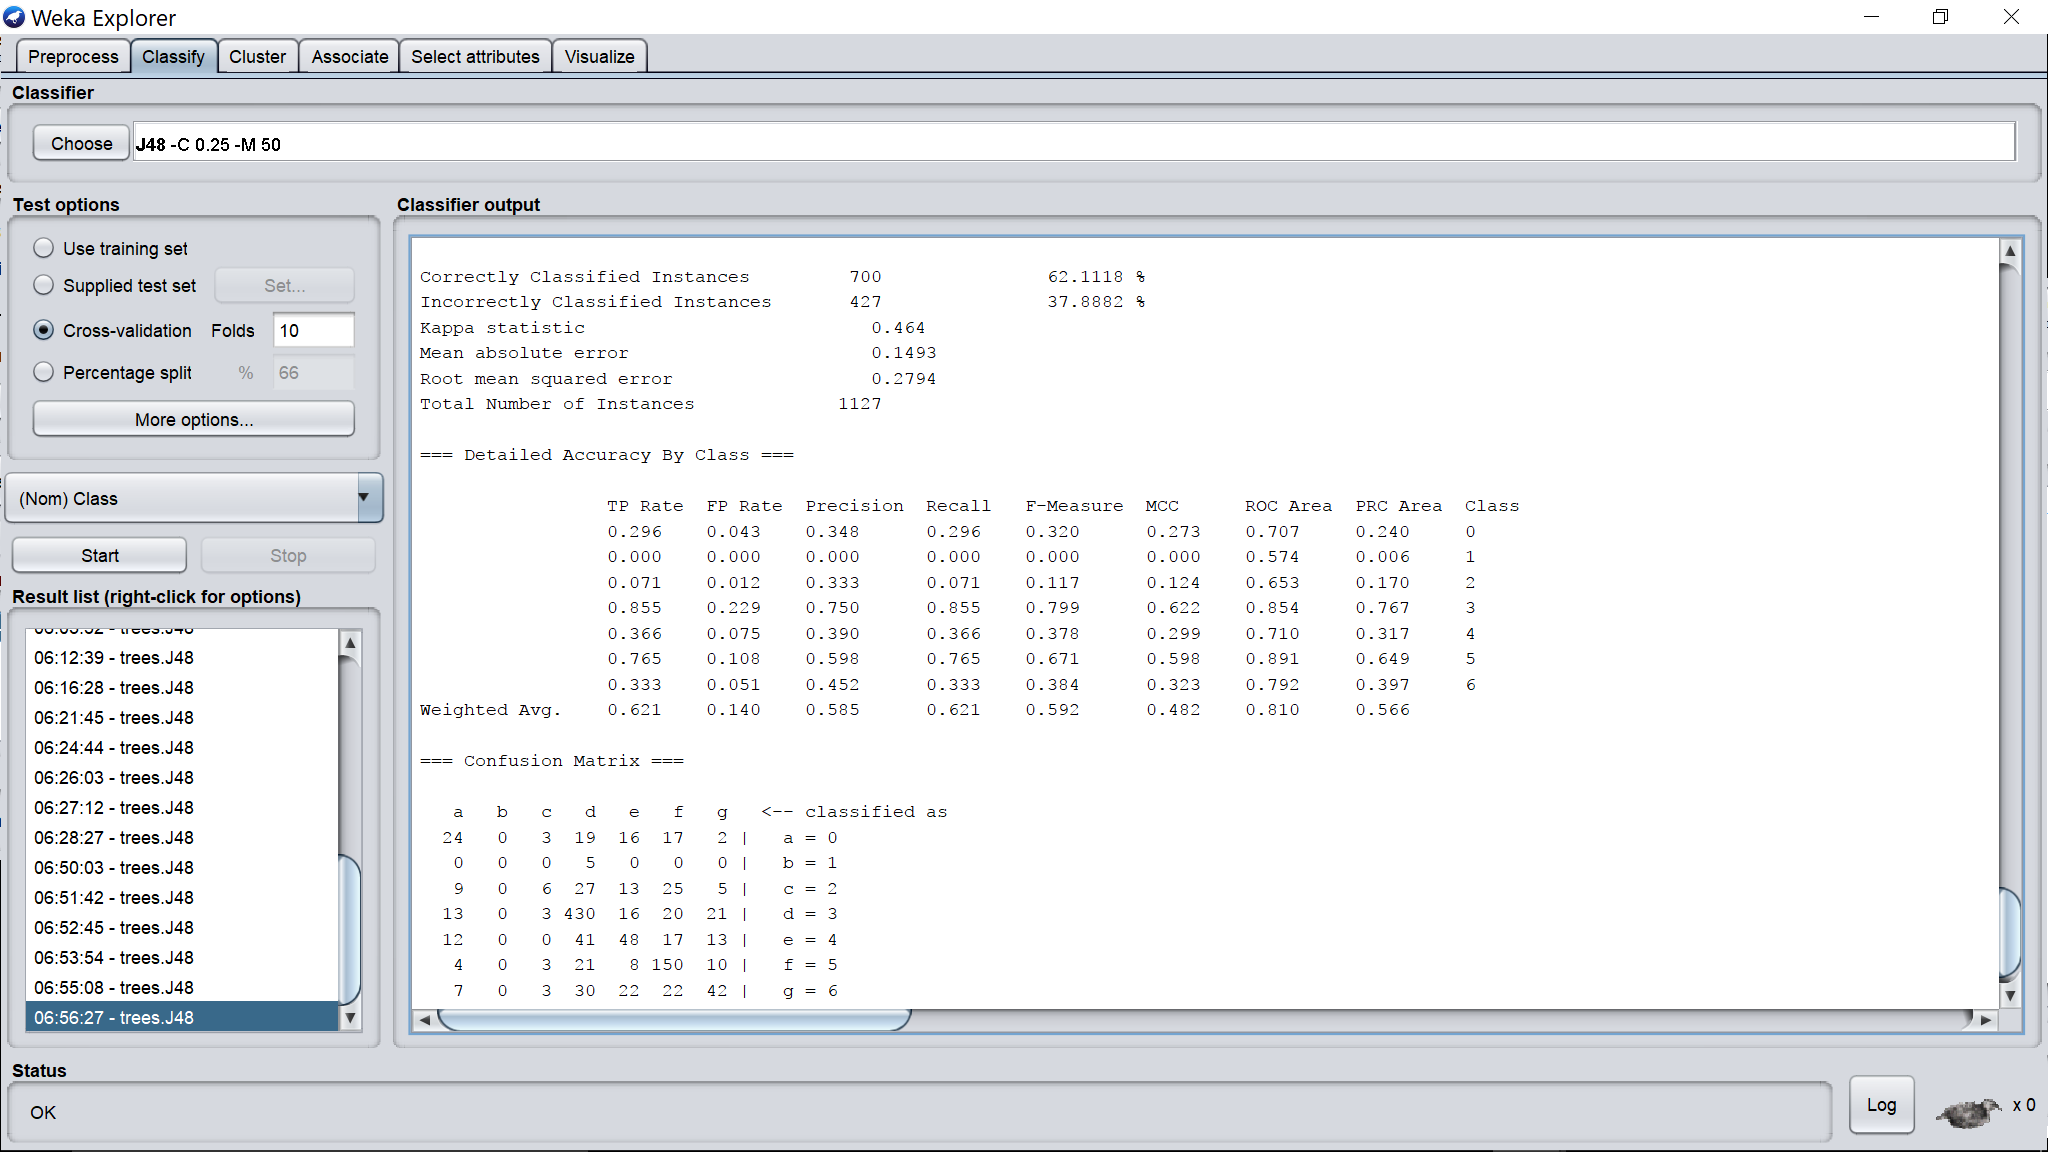 Weka Explorer
Preprocess Classify Cluster Associate Select attributes Visualize
Classifier
Choose J48 -C 0.25 -M 50
Test options
Use training set
Supplied test set Set...
Cross-validation Folds 10
Percentage split % 66
More options...
(Nom) Class
Start Stop
Result list (right-click for options)
06:12:39 - trees.J48
06:16:28 - trees.J48
06:21:45 - trees.J48
06:24:44 - trees.J48
06:26:03 - trees.J48
06:27:12 - trees.J48
06:28:27 - trees.J48
06:50:03 - trees.J48
06:51:42 - trees.J48
06:52:45 - trees.J48
06:53:54 - trees.J48
06:55:08 - trees.J48
06:56:27 - trees.J48
Classifier output
Correctly Classified Instances 700 62.1118 %
Incorrectly Classified Instances 427 37.8882 %
Kappa statistic 0.464
Mean absolute error 0.1493
Root mean squared error 0.2794
Total Number of Instances 1127
=== Detailed Accuracy By Class ===
TP Rate FP Rate Precision Recall F-Measure MCC ROC Area PRC Area Class
0.296 0.043 0.348 0.296 0.320 0.273 0.707 0.240 0
0.000 0.000 0.000 0.000 0.000 0.000 0.574 0.006 1
0.071 0.012 0.333 0.071 0.117 0.124 0.653 0.170 2
0.855 0.229 0.750 0.855 0.799 0.622 0.854 0.767 3
0.366 0.075 0.390 0.366 0.378 0.299 0.710 0.317 4
0.765 0.108 0.598 0.765 0.671 0.598 0.891 0.649 5
0.333 0.051 0.452 0.333 0.384 0.323 0.792 0.397 6
Weighted Avg. 0.621 0.140 0.585 0.621 0.592 0.482 0.810 0.566
=== Confusion Matrix ===
a b c d e f g <-- classified as
24 0 3 19 16 17 2 | a = 0
0 0 0 5 0 0 0 | b = 1
9 0 6 27 13 25 5 | c = 2
13 0 3 430 16 20 21 | d = 3
12 0 0 41 48 17 13 | e = 4
4 0 3 21 8 150 10 | f = 5
7 0 3 30 22 22 42 | g = 6
Status
OK
Log x 0